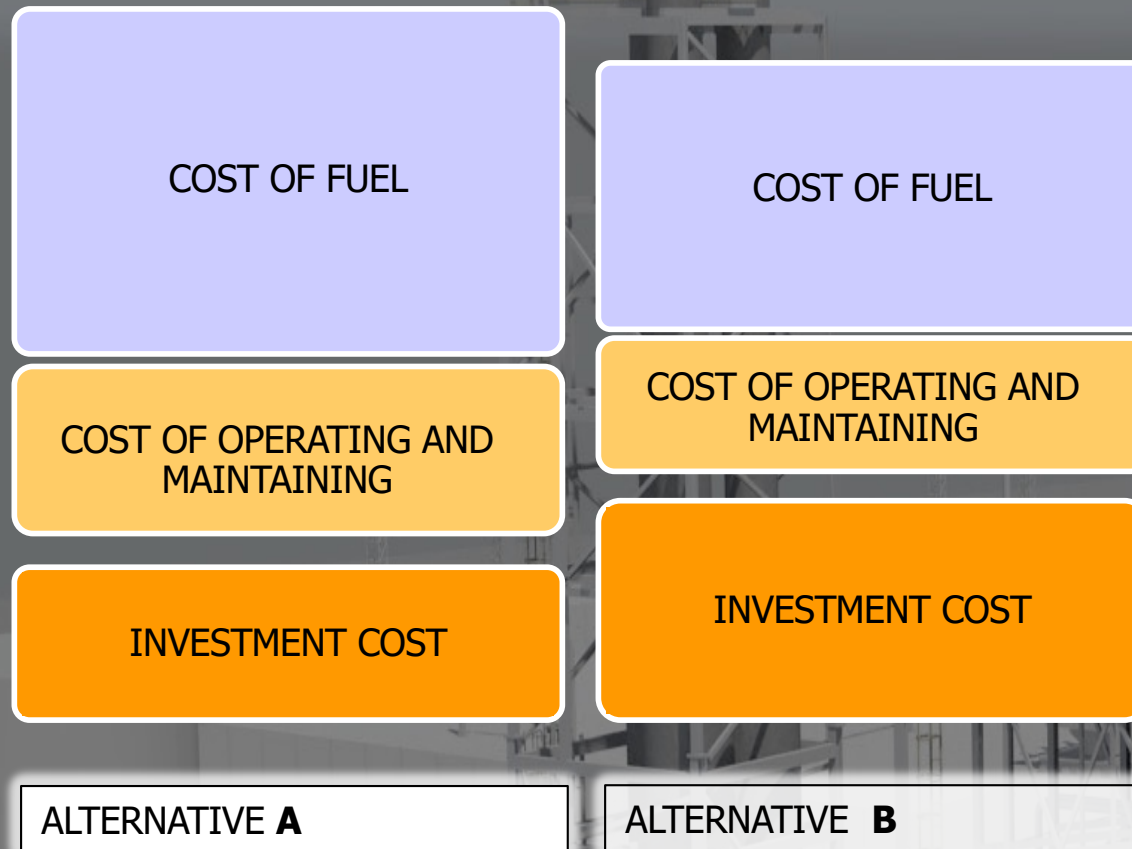 COST OF FUEL
COST OF OPERATING AND
MAINTAINING
INVESTMENT COST
ALTERNATIVE A
COST OF FUEL
COST OF OPERATING AND
MAINTAINING
INVESTMENT COST
ALTERNATIVE B